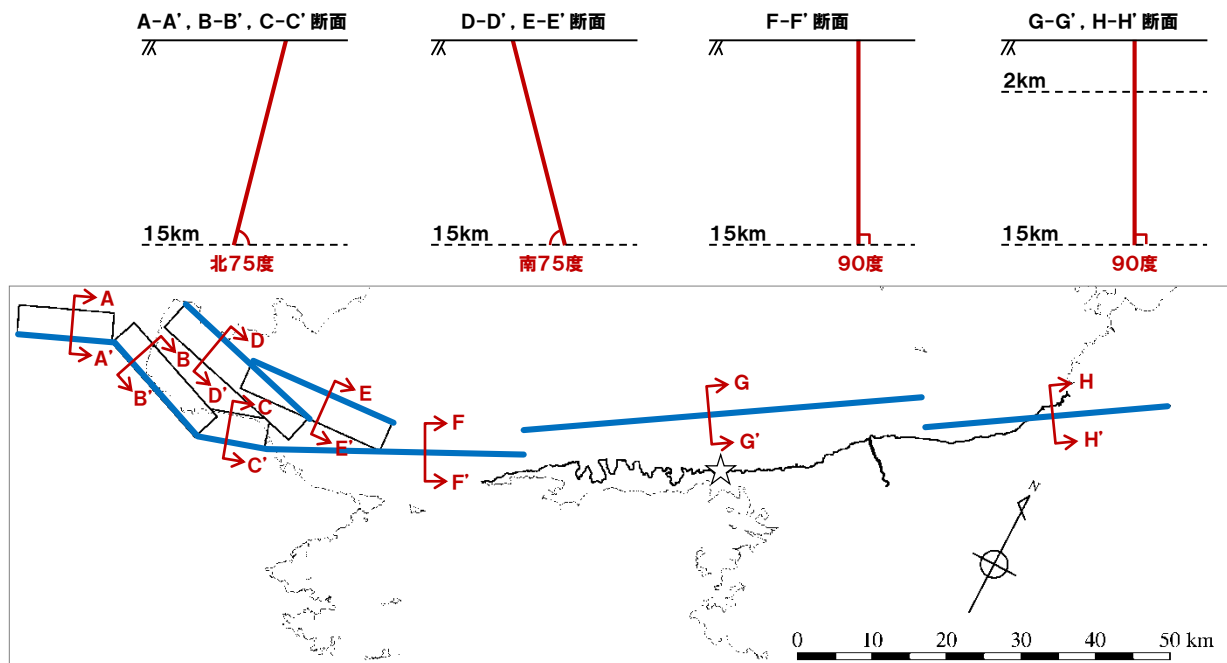 A-A’, B-B’, C-C’断面
D-D’, E-E’断面
F-F’断面
G-G’, H-H’断面
2km
15km
15km
15km
15km
北75度
南75度
90度
90度
A
A’
B
B’
C
C’
D
D’
E
E’
F
F’
G
G’
H
H’
N
0 10 20 30 40 50 km